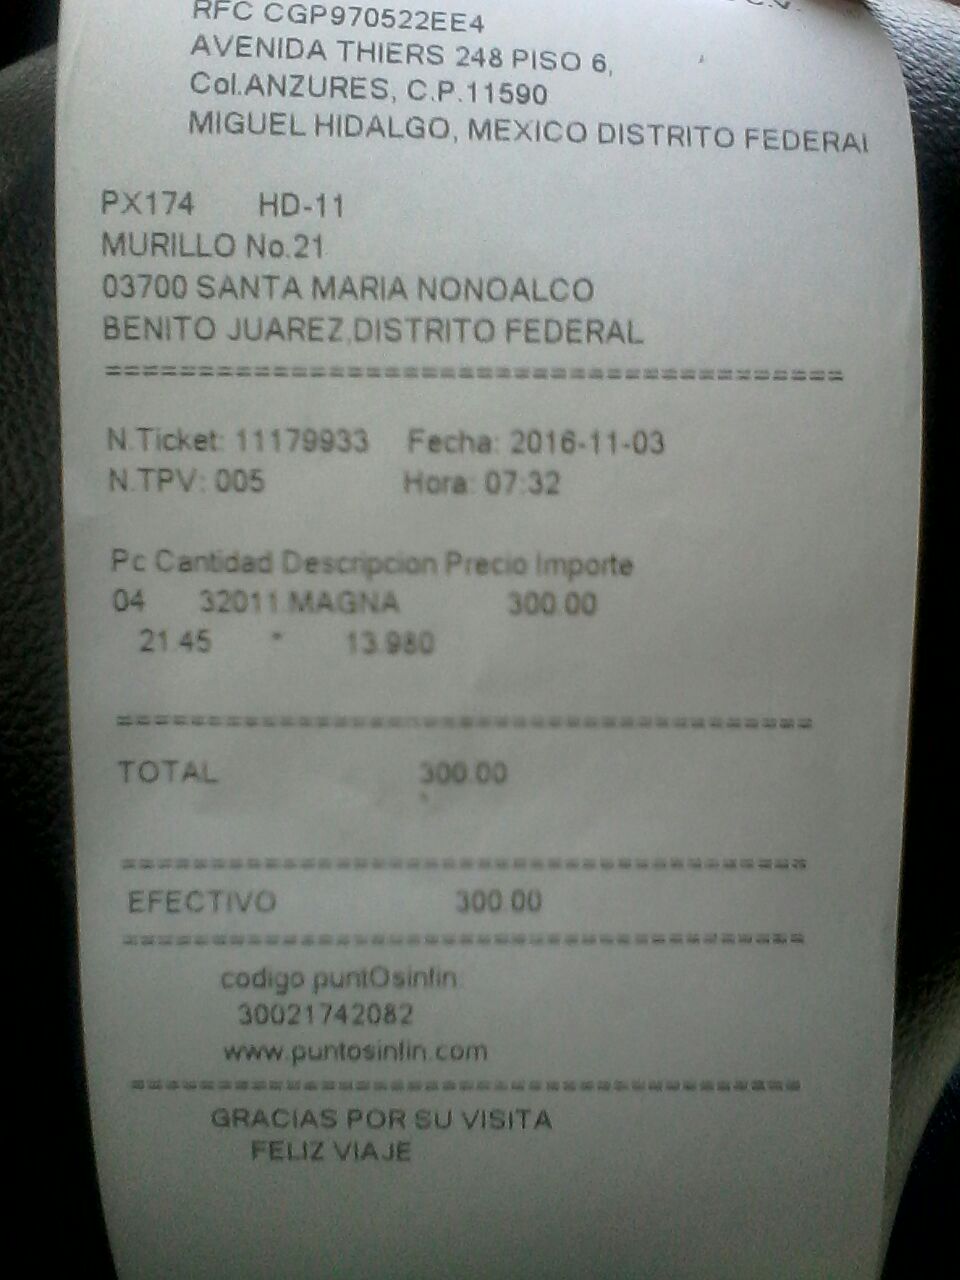 C.V.
RFC CGP970522EE4
AVENIDA THIERS 248 PISO 6,
Col.ANZURES, C.P.11590
MIGUEL HIDALGO, MEXICO DISTRITO FEDERAL
PX174 HD-11
MURILLO No.21
03700 SANTA MARIA NONOALCO
BENITO JUAREZ,DISTRITO FEDERAL
========================================
N.Ticket: 11179933 Fecha: 2016-11-03
N.TPV: 005 Hora: 07:32
Pc Cantidad Descripcion Precio Importe
04 32011 MAGNA 300.00
21.45 * 13.980
========================================
TOTAL 300.00
========================================
EFECTIVO 300.00
========================================
codigo puntOsinfin
30021742082
www.puntosinfin.com
========================================
GRACIAS POR SU VISITA
FELIZ VIAJE